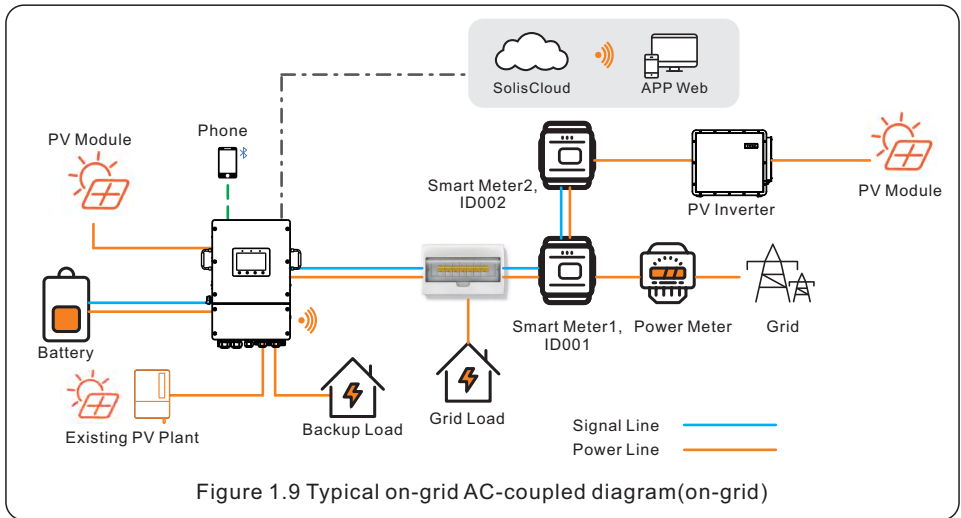 SolisCloud
APP Web
PV Module
Phone
Smart Meter2,
ID002
PV Inverter
PV Module
Battery
Smart Meter1,
ID001
Power Meter
Grid
Existing PV Plant
Backup Load
Grid Load
Signal Line
Power Line
Figure 1.9 Typical on-grid AC-coupled diagram(on-grid)